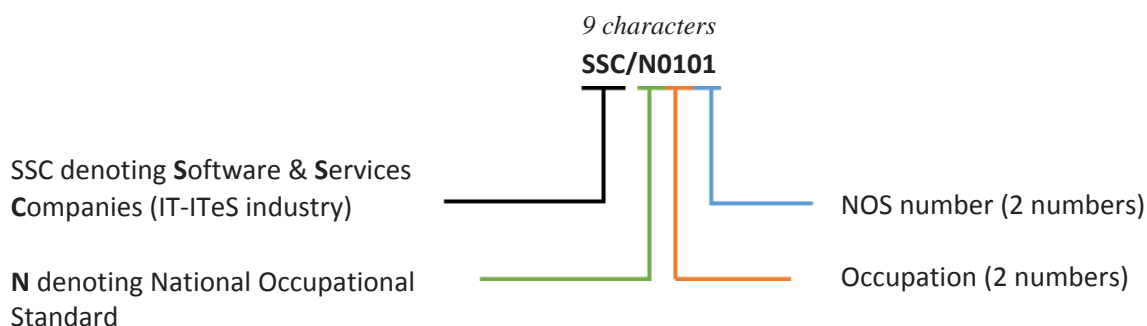 9 characters
SSC/N0101
SSC denoting Software & Services
Companies (IT-ITeS industry)
NOS number (2 numbers)
N denoting National Occupational
Standard
Occupation (2 numbers)